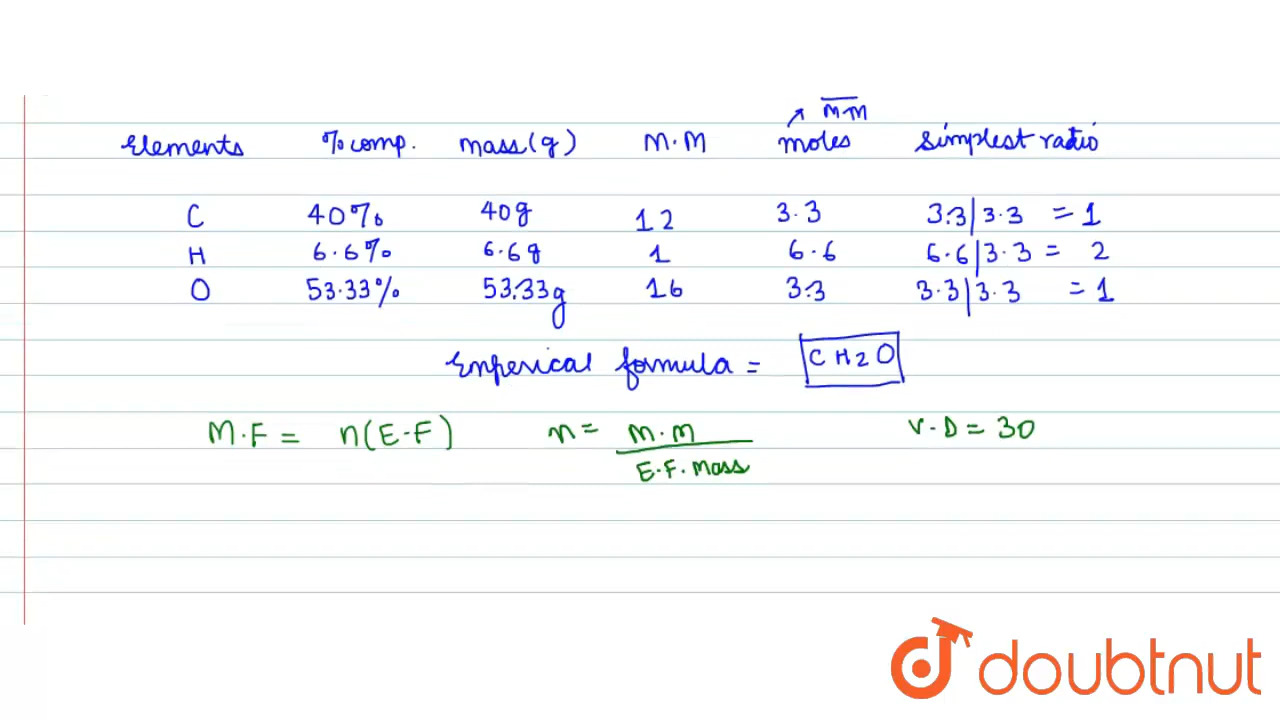 M.M
Elements % comp. mass(g) M.M moles simplest ratio
C 40% 40g 12 3.3 3.3|3.3 = 1
H 6.6% 6.6g 1 6.6 6.6|3.3 = 2
O 53.33% 53.33g 16 3.3 3.3|3.3 = 1
Emperical formula = CH2O
M.F = n(E.F) n = M.M V.D = 30
E.F. Mass
doubtnut